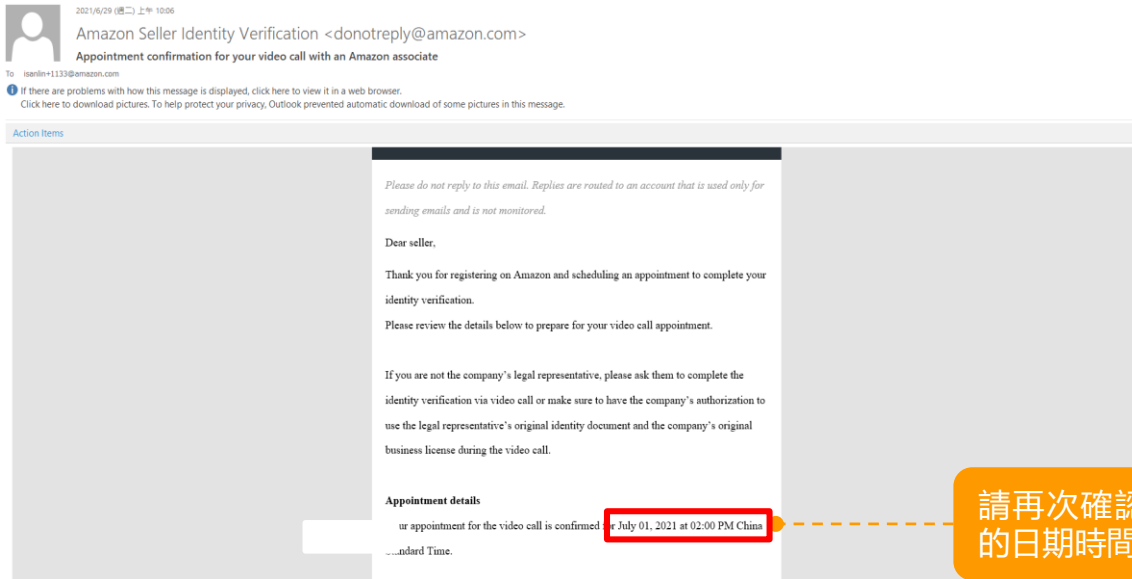 2021/6/29 (週二) 上午 10:06
Amazon Seller Identity Verification <donotreply@amazon.com>
Appointment confirmation for your video call with an Amazon associate
To isanlin+1133@amazon.com
If there are problems with how this message is displayed, click here to view it in a web browser.
Click here to download pictures. To help protect your privacy, Outlook prevented automatic download of some pictures in this message.
Action Items
Please do not reply to this email. Replies are routed to an account that is used only for
sending emails and is not monitored.
Dear seller,
Thank you for registering on Amazon and scheduling an appointment to complete your
identity verification.
Please review the details below to prepare for your video call appointment.
If you are not the company’s legal representative, please ask them to complete the
identity verification via video call or make sure to have the company’s authorization to
use the legal representative’s original identity document and the company’s original
business license during the video call.
Appointment details
ur appointment for the video call is confirmed r July 01, 2021 at 02:00 PM China
ndard Time.
請再次確認
的日期時間